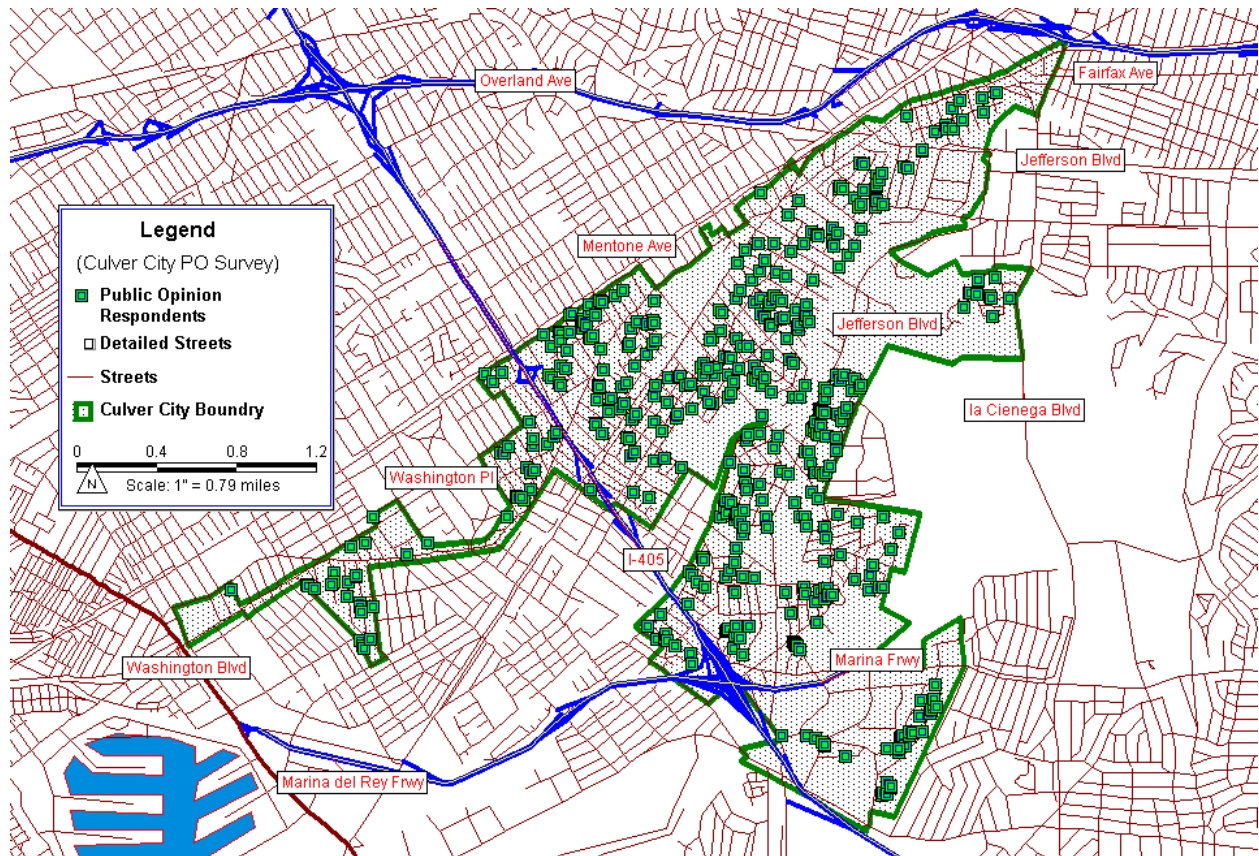 Overland Ave
Fairfax Ave
Jefferson Blvd
Legend
(Culver City PO Survey)
Public Opinion
Respondents
Detailed Streets
Streets
Culver City Boundry
0 0.4 0.8 1.2
N
Scale: 1" = 0.79 miles
Mentone Ave
Jefferson Blvd
la Cienega Blvd
Washington Pl
I-405
Washington Blvd
Marina Frwy
Marina del Rey Frwy